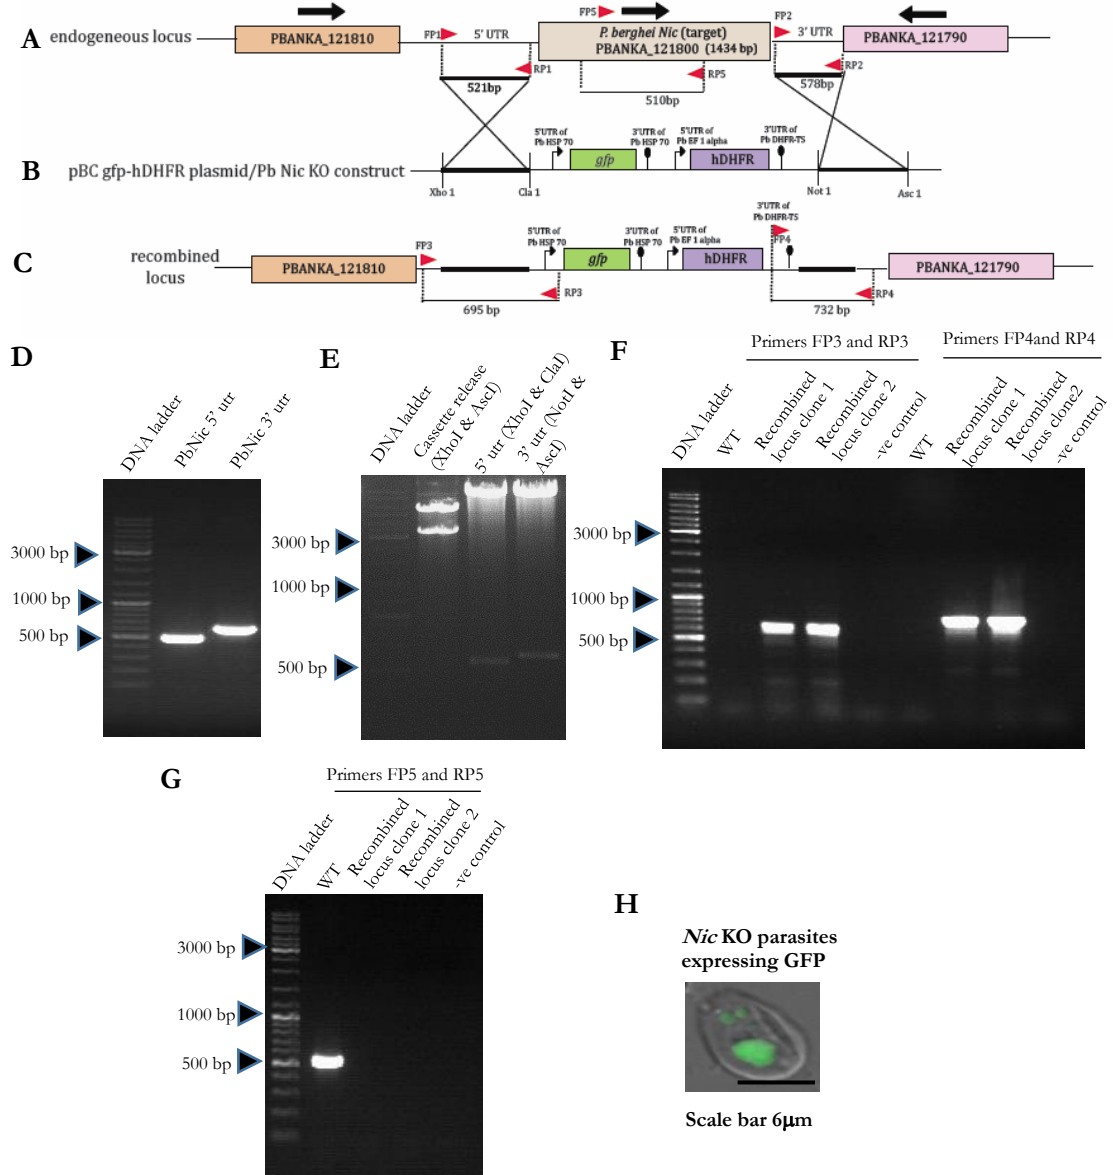 A
endogeneous locus
PBANKA_121810
FP1
5' UTR
RP1
521bp
FP5
P. berghei Nic (target)
PBANKA_121800 (1434 bp)
RP5
510bp
FP2
3' UTR
RP2
578bp
PBANKA_121790
B
pBC gfp-hDHFR plasmid/Pb Nic KO construct
Xho 1
Cla 1
5'UTR of
Pb HSP 70
gfp
3'UTR of
Pb HSP 70
5'UTR of
Pb EF 1 alpha
hDHFR
3'UTR of
Pb DHFR-TS
Not 1
Asc 1
C
recombined
locus
PBANKA_121810
FP3
RP3
695 bp
5'UTR of
Pb HSP 70
gfp
3'UTR of
Pb HSP 70
5'UTR of
Pb EF 1 alpha
hDHFR
3'UTR of
Pb DHFR-TS
FP4
RP4
732 bp
PBANKA_121790
D
DNA ladder
PbNic 5' utr
PbNic 3' utr
3000 bp
1000 bp
500 bp
E
DNA ladder
Cassette release
(XhoI & AscI)
5' utr (XhoI & ClaI)
3' utr (NotI &
AscI)
3000 bp
1000 bp
500 bp
F
Primers FP3 and RP3
Primers FP4and RP4
DNA ladder
WT
Recombined
locus clone 1
Recombined
locus clone 2
-ve control
WT
Recombined
locus clone 1
Recombined
locus clone2
-ve control
3000 bp
1000 bp
500 bp
G
Primers FP5 and RP5
DNA ladder
WT
Recombined
locus clone 1
Recombined
locus clone 2
-ve control
3000 bp
1000 bp
500 bp
H
Nic KO parasites
expressing GFP
Scale bar 6μm